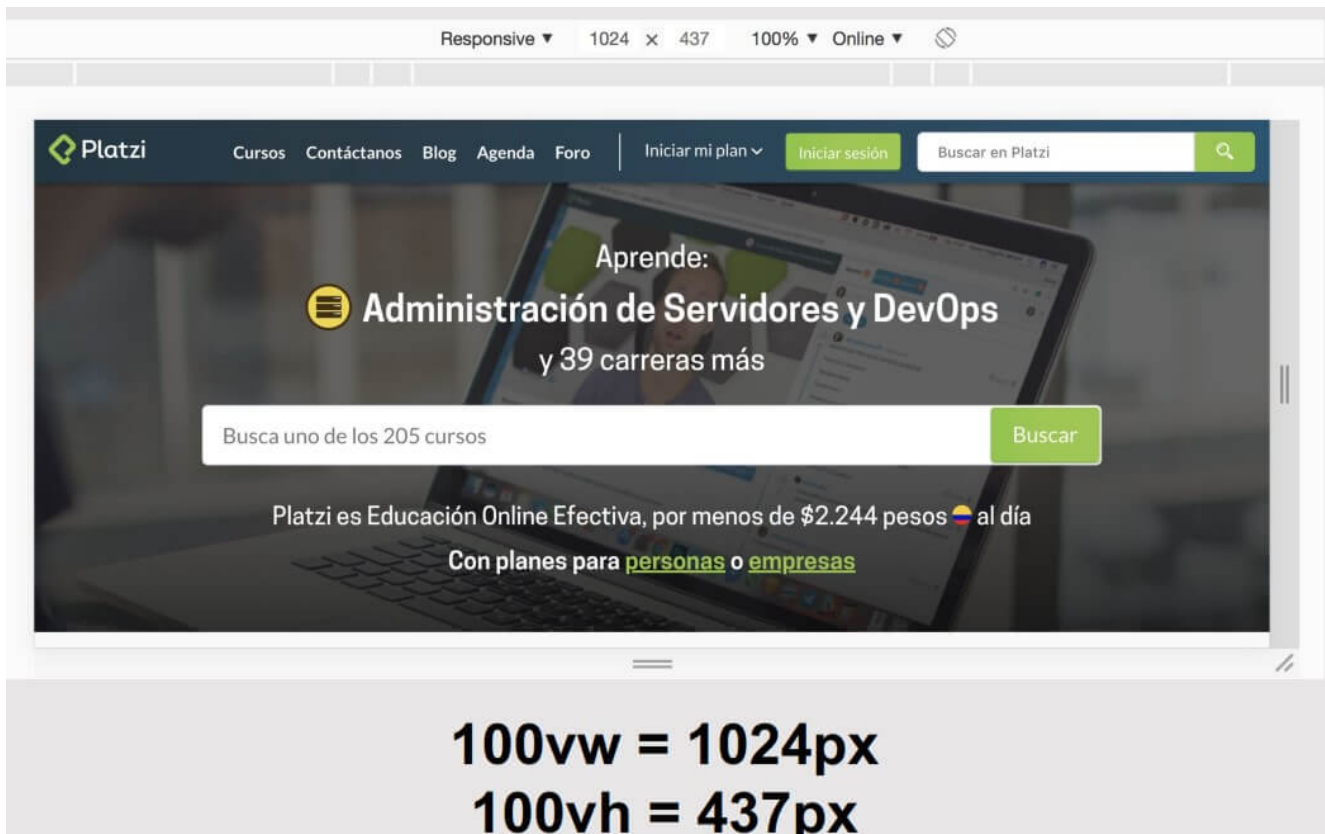 Responsive ▼ 1024 × 437 100% ▼ Online ▼
Platzi Cursos Contáctanos Blog Agenda Foro Iniciar mi plan Iniciar sesión Buscar en Platzi
Aprende:
Administración de Servidores y DevOps
y 39 carreras más
Busca uno de los 205 cursos Buscar
Platzi es Educación Online Efectiva, por menos de $2.244 pesos al día
Con planes para personas o empresas
100vw = 1024px
100vh = 437px